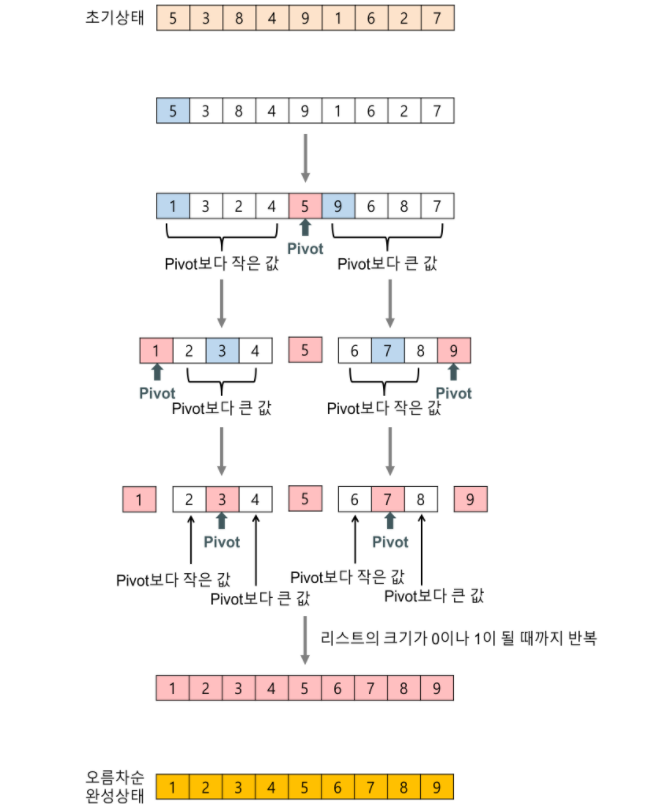 초기상태 5 3 8 4 9 1 6 2 7
5 3 8 4 9 1 6 2 7
1 3 2 4 5 9 6 8 7
Pivot
Pivot보다 작은 값 Pivot보다 큰 값
1 2 3 4 5 6 7 8 9
Pivot Pivot
Pivot보다 큰 값 Pivot보다 작은 값
1 2 3 4 5 6 7 8 9
Pivot Pivot
Pivot보다 작은 값 Pivot보다 작은 값
Pivot보다 큰 값 Pivot보다 큰 값
리스트의 크기가 0이나 1이 될 때까지 반복
1 2 3 4 5 6 7 8 9
오름차순
완성상태 1 2 3 4 5 6 7 8 9